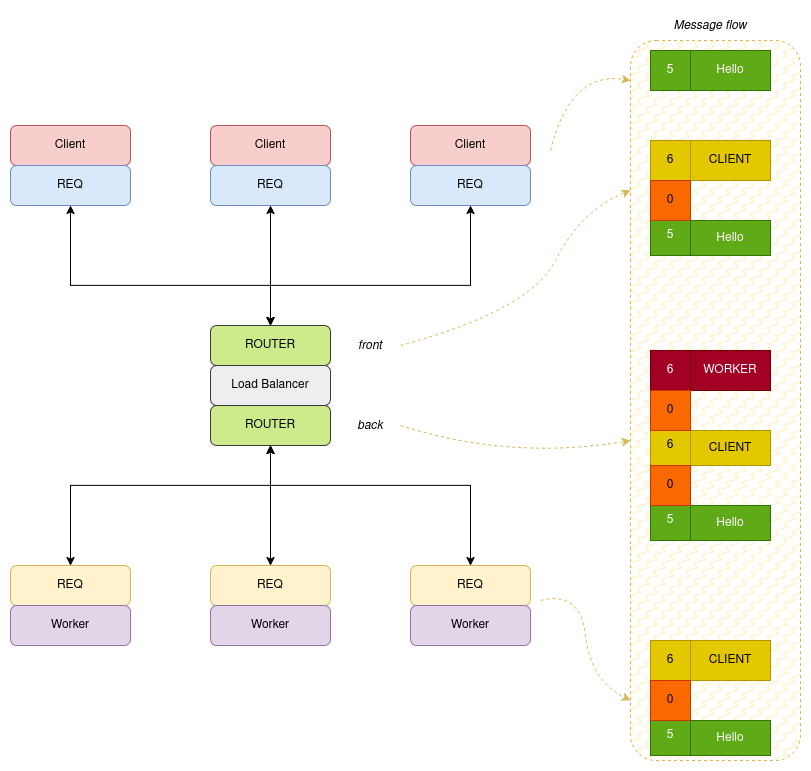 Message flow
5 Hello
Client Client Client
REQ REQ REQ
6 CLIENT
0
5 Hello
ROUTER front
Load Balancer
ROUTER back
6 WORKER
0
6 CLIENT
0
5 Hello
REQ REQ REQ
Worker Worker Worker
6 CLIENT
0
5 Hello